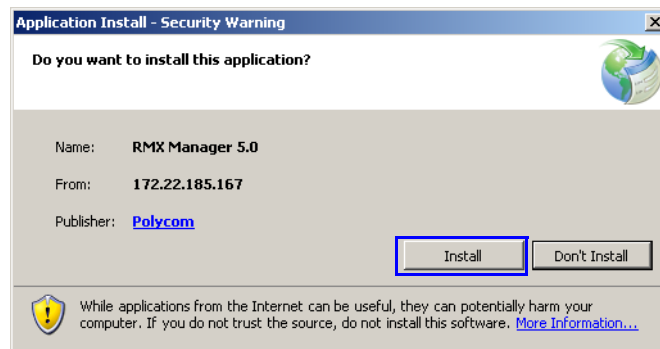 Application Install - Security Warning
Do you want to install this application?
Name: RMX Manager 5.0
From: 172.22.185.167
Publisher: Polycom
Install Don't Install
While applications from the Internet can be useful, they can potentially harm your
computer. If you do not trust the source, do not install this software. More Information...